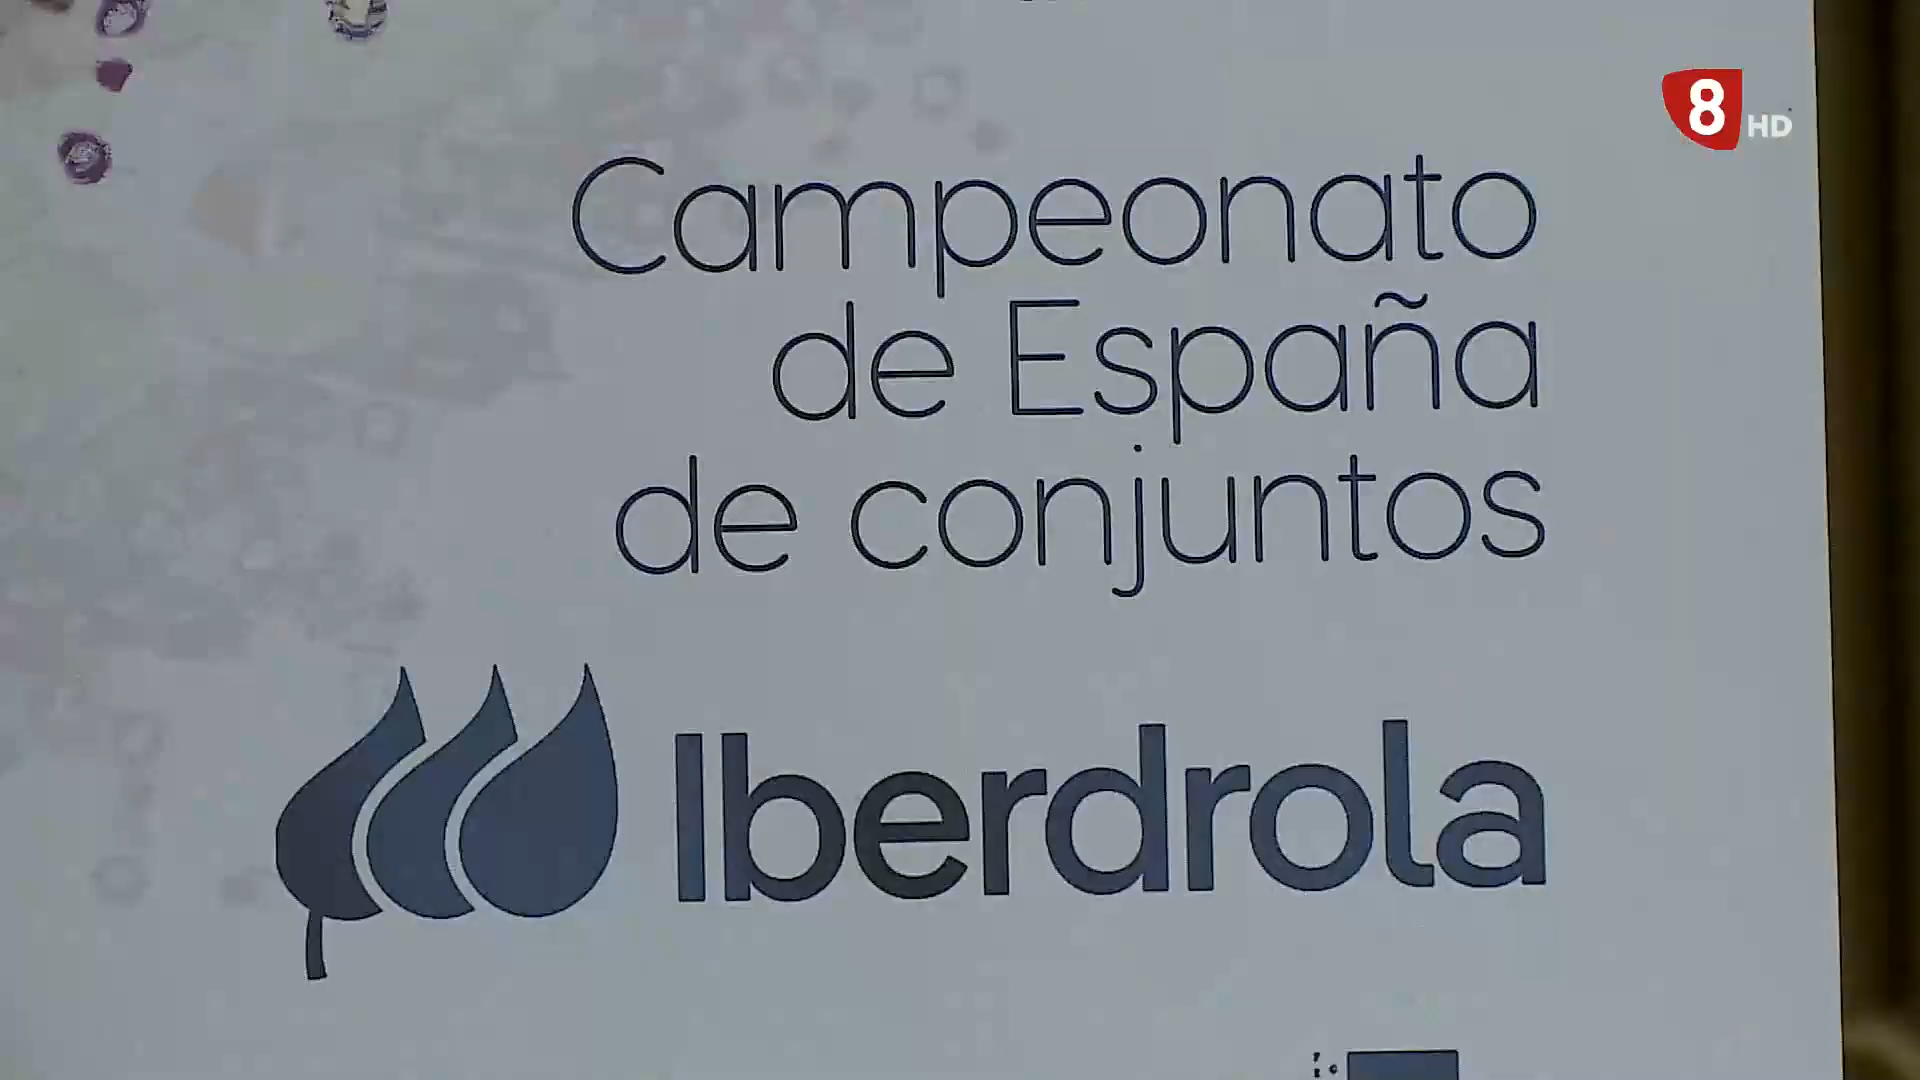 8 HD
Campeonato
de España
de conjuntos
Iberdrola